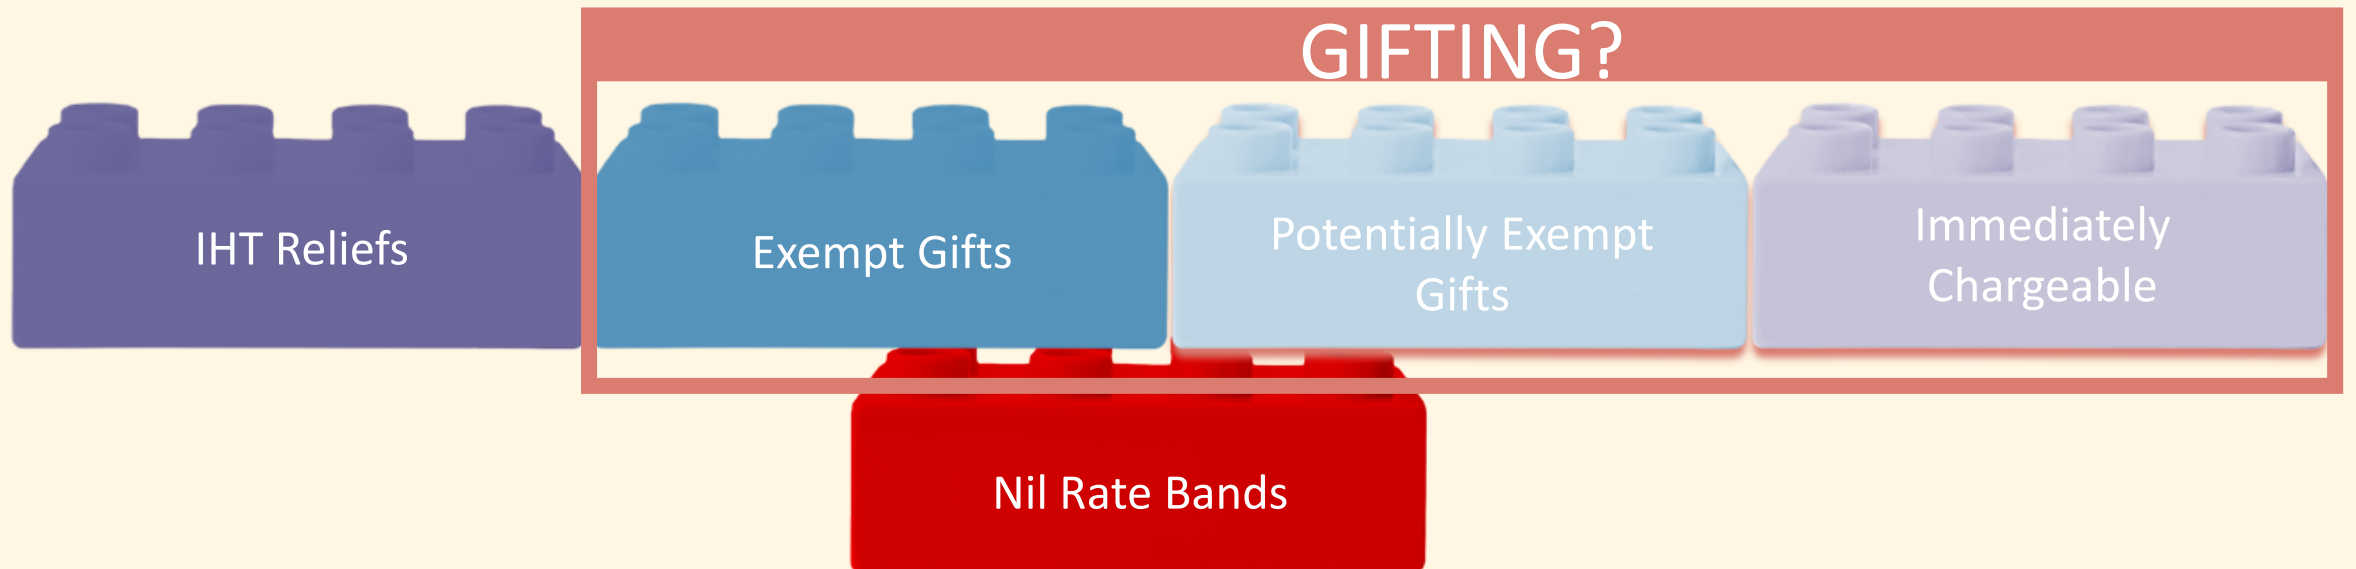 GIFTING?
IHT Reliefs
Exempt Gifts
Potentially Exempt
Gifts
Immediately
Chargeable
Nil Rate Bands